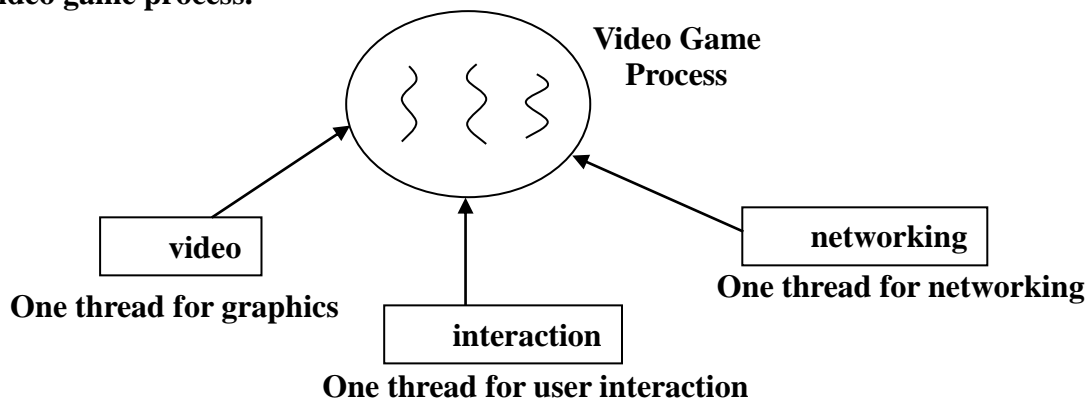 video game process.
Video Game
Process
video
networking
One thread for graphics
One thread for networking
interaction
One thread for user interaction